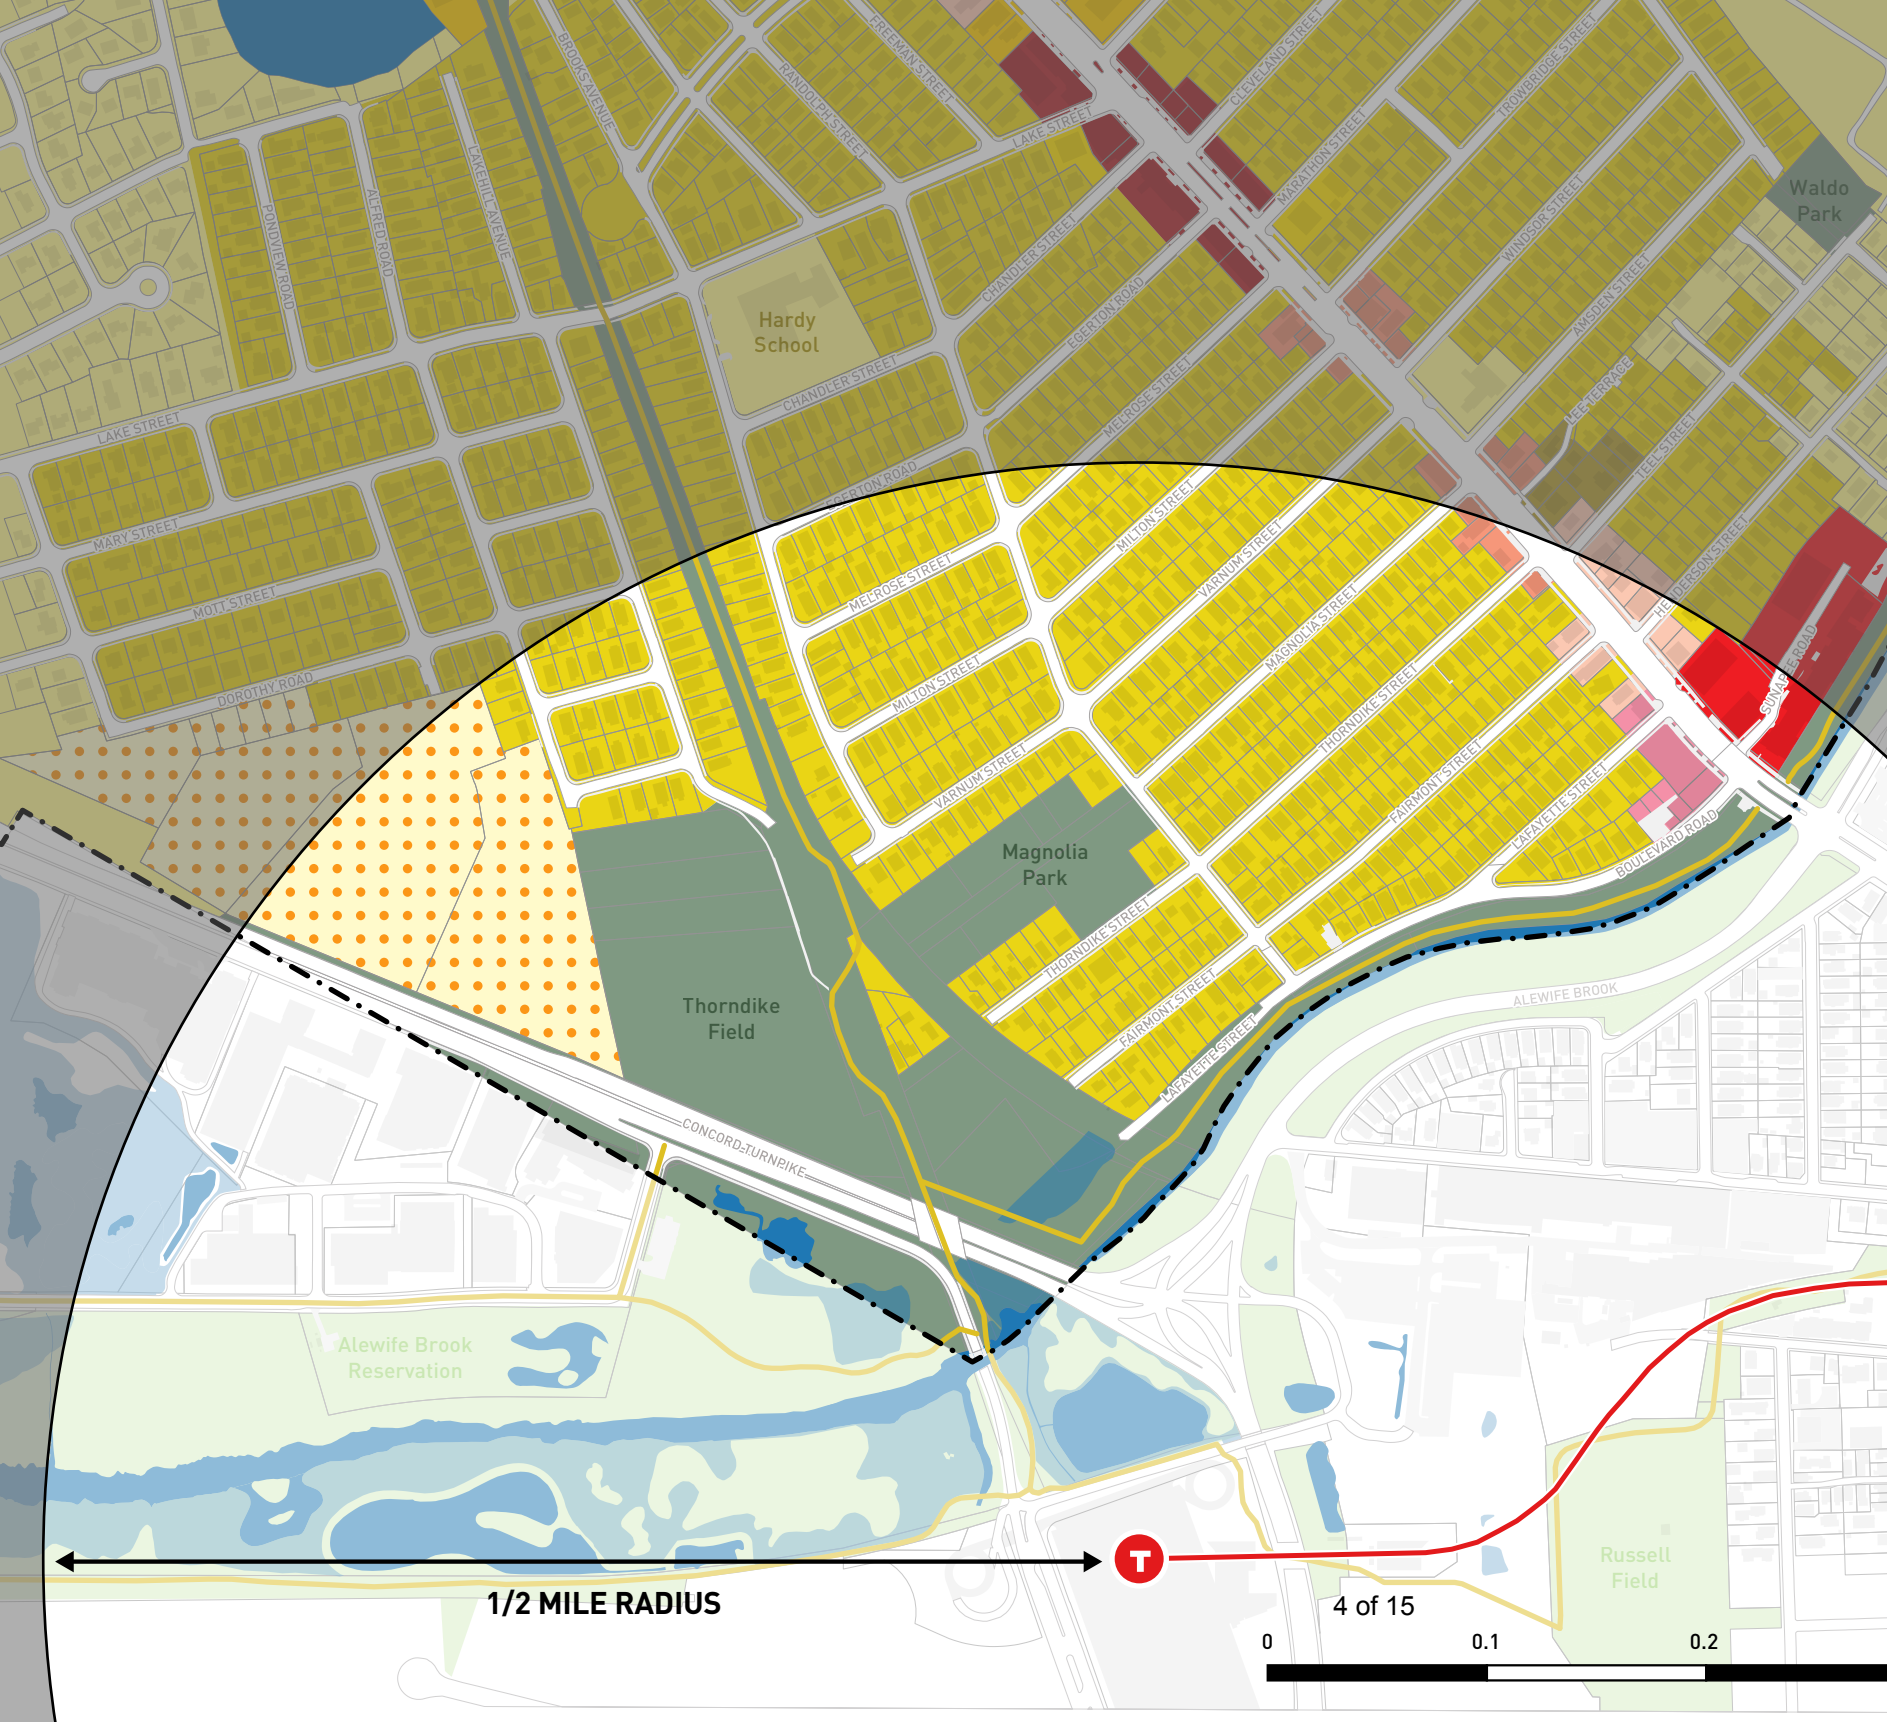 BROOKS AVENUE
FREEMAN STREET
RANDOLPH STREET
CLEVELAND STREET
TROWBRIDGE STREET
LAKE STREET
MARATHON STREET
LAKEHILL AVENUE
ALFRED ROAD
PONDVIEW ROAD
Waldo
Park
WINDSOR STREET
CHANDLER STREET
AMSDEN STREET
EGERTON ROAD
Hardy
School
CHANDLER STREET
MELROSE STREET
LEE TERRACE
LAKE STREET
TEEL STREET
EGERTON ROAD
MARY STREET
MILTON STREET
VARNUM STREET
HENDERSON STREET
MELROSE STREET
MOTT STREET
MAGNOLIA STREET
DOROTHY ROAD
MILTON STREET
THORNDIKE STREET
SUNAPEE ROAD
VARNUM STREET
FAIRMONT STREET
LAFAYETTE STREET
BOULEVARD ROAD
Magnolia
Park
THORNDIKE STREET
ALEWIFE BROOK
Thorndike
Field
FAIRMONT STREET
LAFAYETTE STREET
CONCORD TURNPIKE
Alewife Brook
Reservation
T
Russell
Field
1/2 MILE RADIUS
4 of 15
0 0.1 0.2